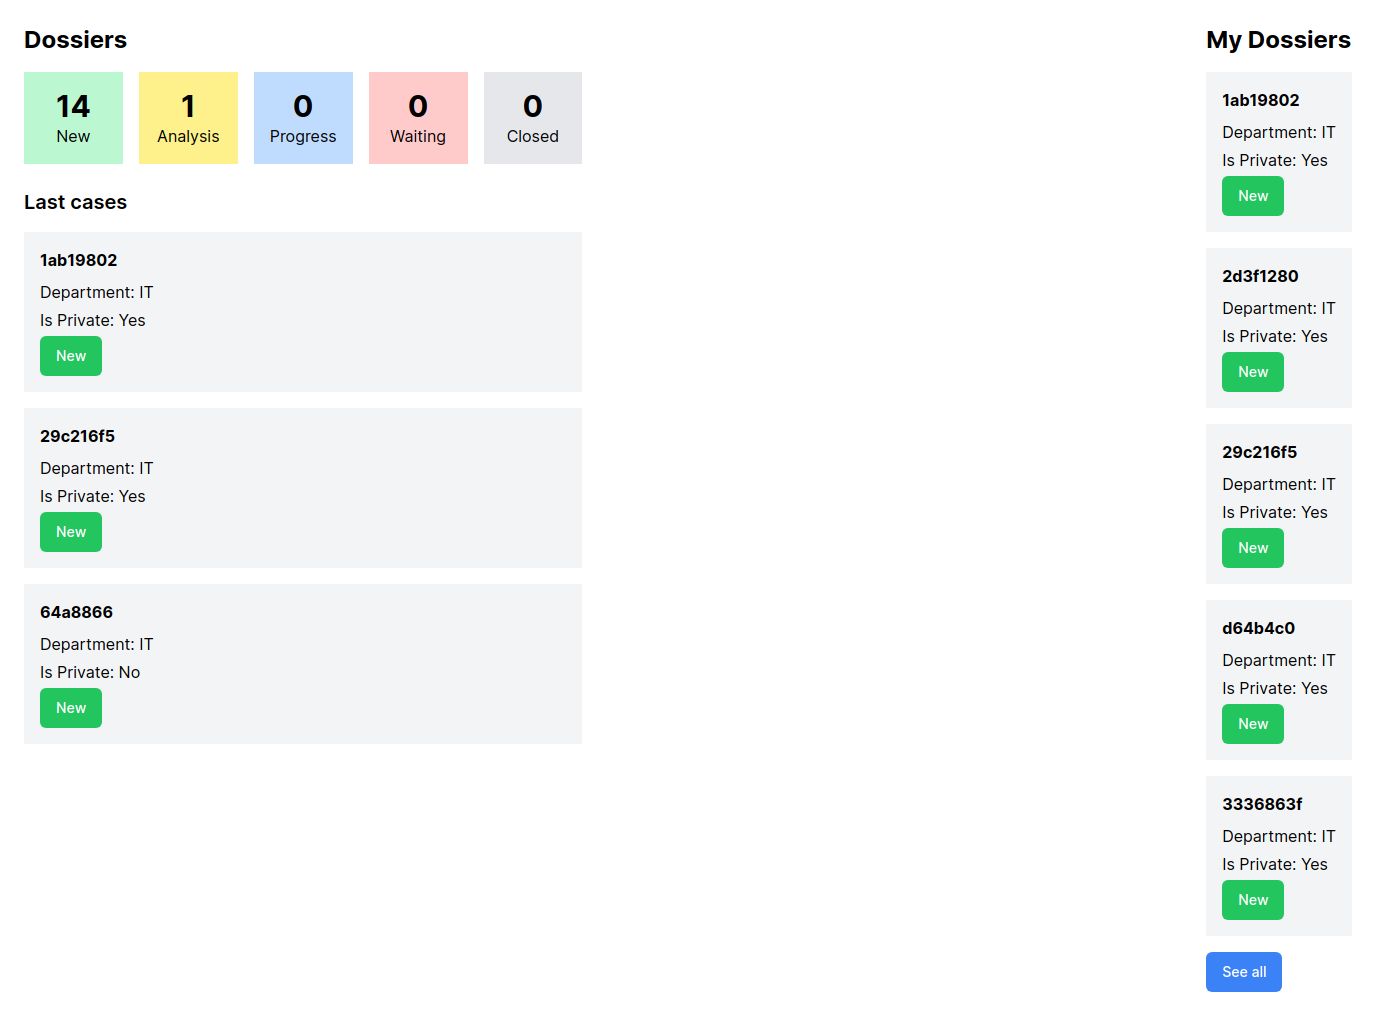 Dossiers
14
New
1
Analysis
0
Progress
0
Waiting
0
Closed
Last cases
1ab19802
Department: IT
Is Private: Yes
New
29c216f5
Department: IT
Is Private: Yes
New
64a8866
Department: IT
Is Private: No
New
My Dossiers
1ab19802
Department: IT
Is Private: Yes
New
2d3f1280
Department: IT
Is Private: Yes
New
29c216f5
Department: IT
Is Private: Yes
New
d64b4c0
Department: IT
Is Private: Yes
New
3336863f
Department: IT
Is Private: Yes
New
See all